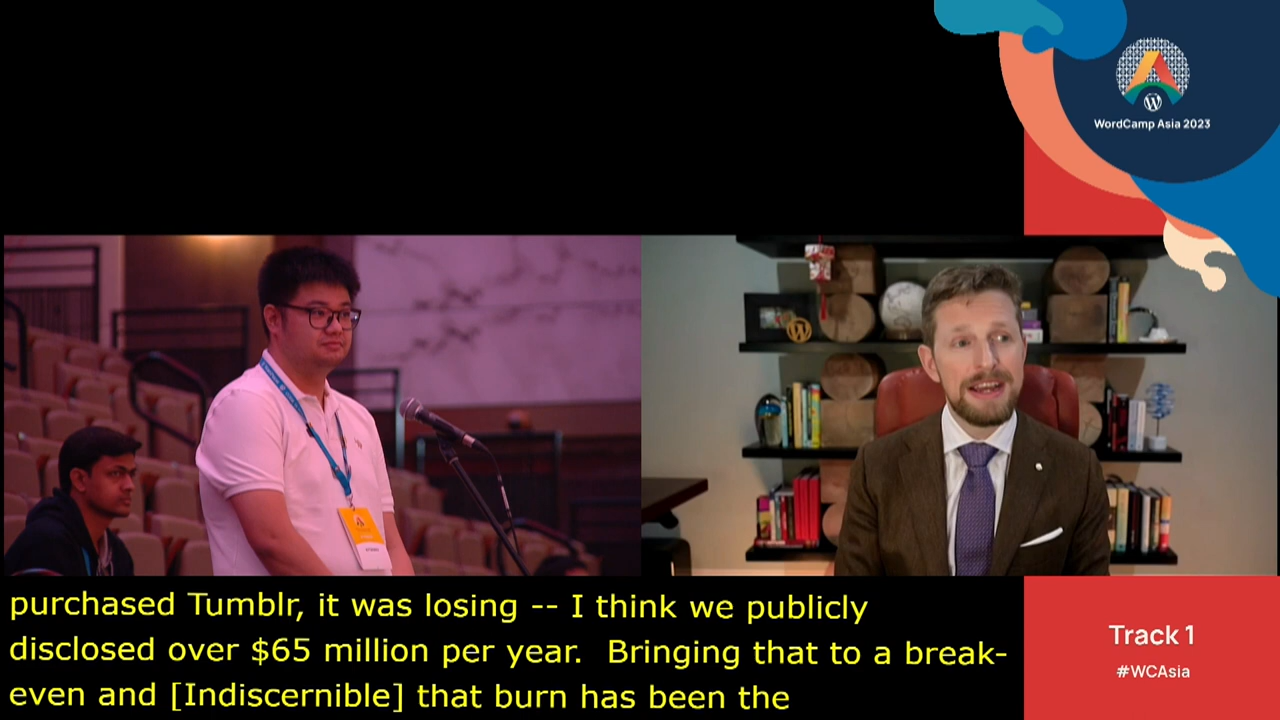 WordCamp Asia 2023
purchased Tumblr, it was losing -- I think we publicly
disclosed over $65 million per year.  Bringing that to a break-
even and [Indiscernible] that burn has been the
Track 1
#WCAsia